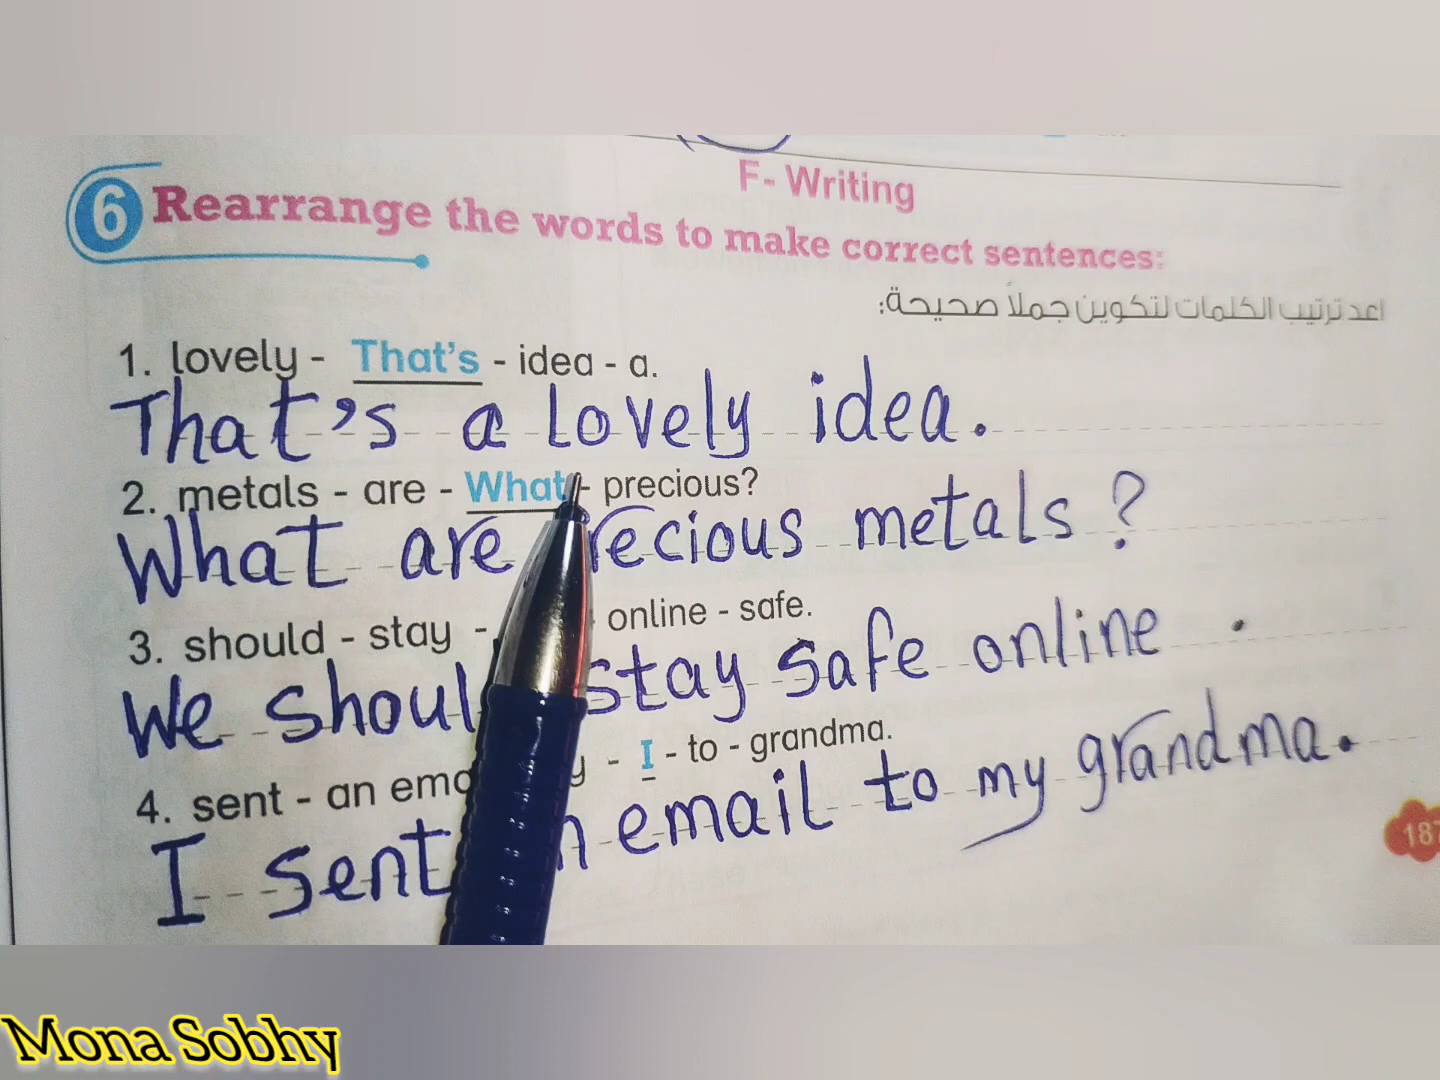 F- Writing
6 Rearrange the words to make correct sentences:
اعد ترتيب الكلمات لتكوين جملاً صحيحة:
1. lovely - That's - idea - a.
That's a lovely idea.
2. metals - are - What - precious?
What are recious metals?
3. should - stay - online - safe.
We shoul stay safe online.
4. sent - an ema y - I - to - grandma.
I sent n email to my grandma.
187
Mona Sobhy